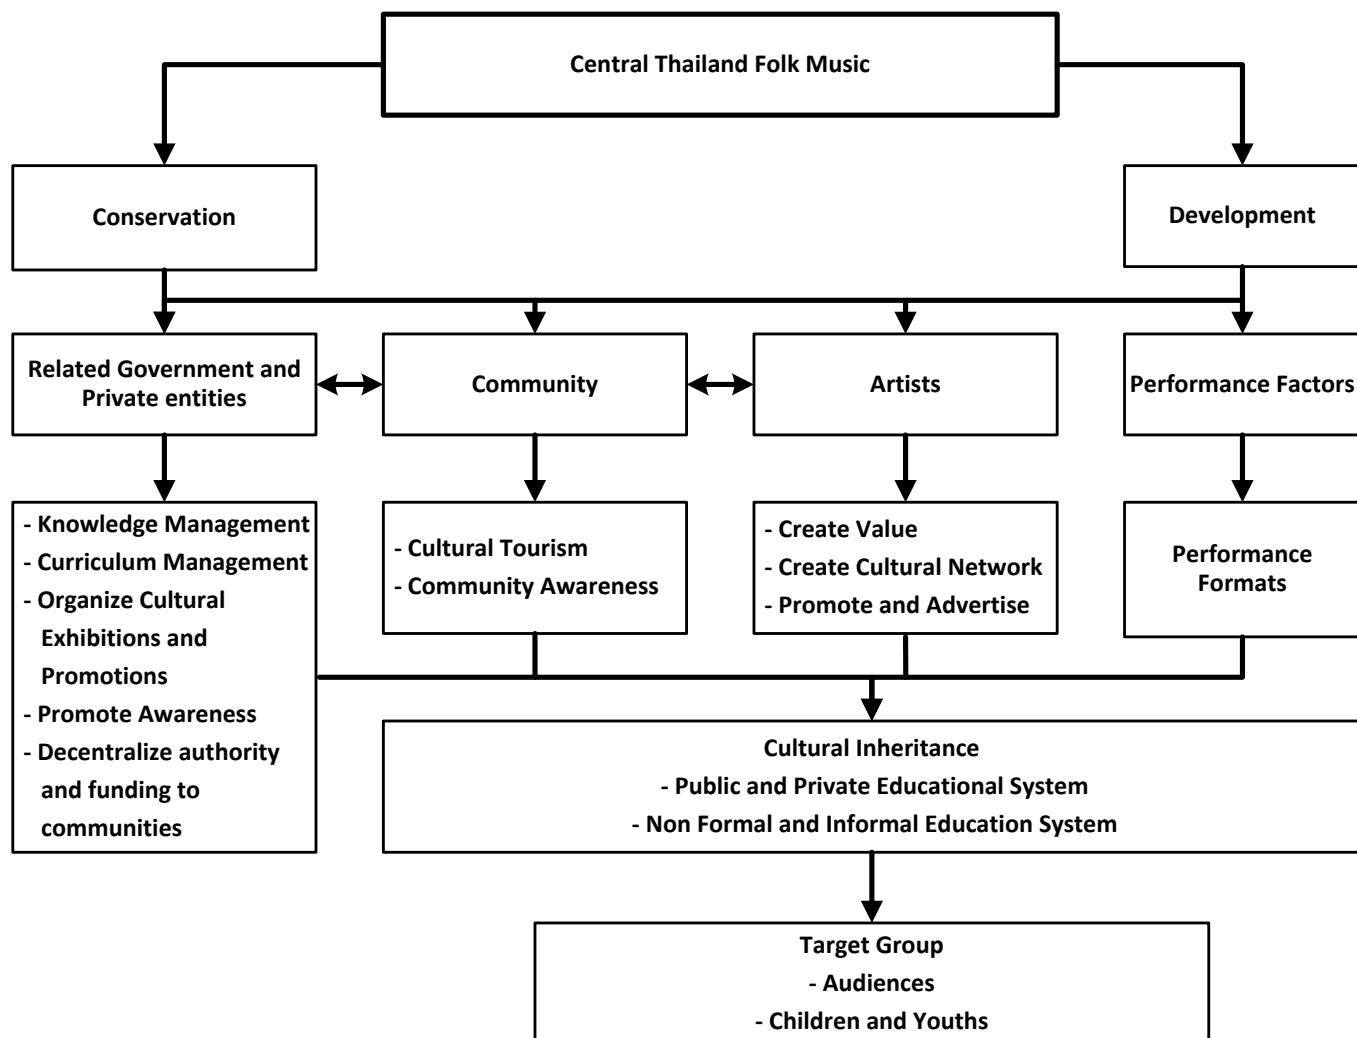 Central Thailand Folk Music
Conservation
Development
Related Government and
Private entities
Community
Artists
Performance Factors
- Knowledge Management
- Curriculum Management
- Organize Cultural
Exhibitions and
Promotions
- Promote Awareness
- Decentralize authority
and funding to
communities
- Cultural Tourism
- Community Awareness
- Create Value
- Create Cultural Network
- Promote and Advertise
Performance
Formats
Cultural Inheritance
- Public and Private Educational System
- Non Formal and Informal Education System
Target Group
- Audiences
- Children and Youths